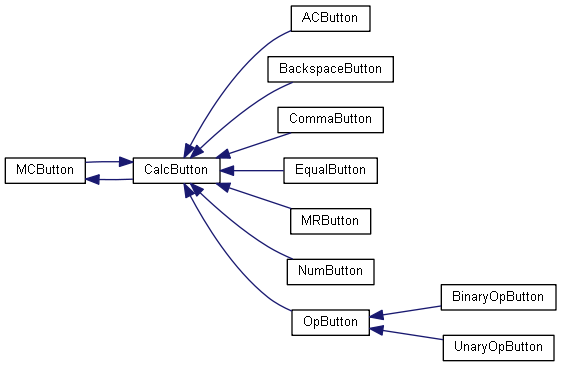 ACButton
BackspaceButton
CommaButton
MCButton
CalcButton
EqualButton
MRButton
NumButton
BinaryOpButton
OpButton
UnaryOpButton